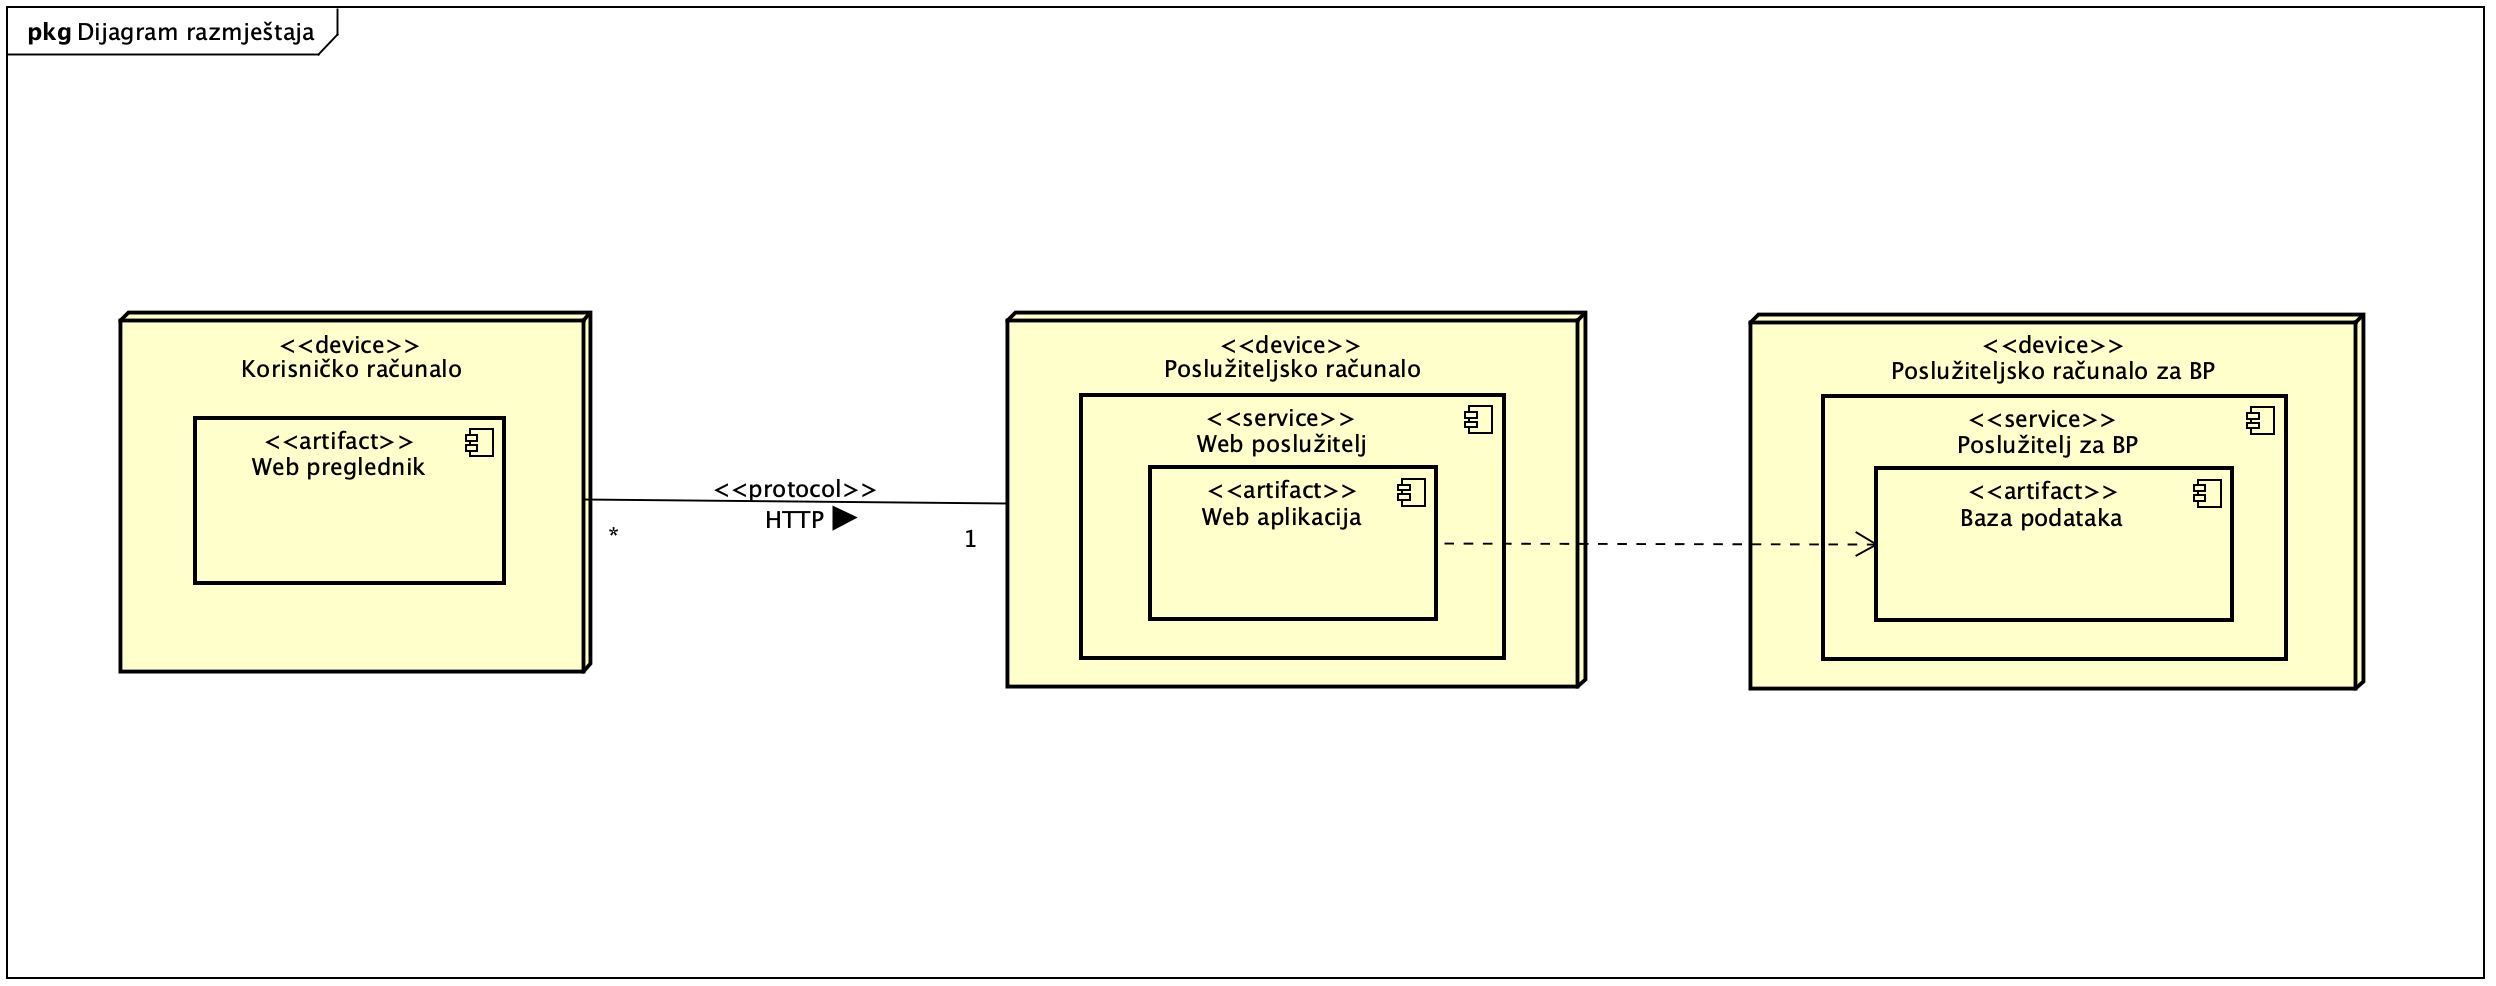 pkg Dijagram razmještaja
<<device>>
Korisničko računalo
<<artifact>>
Web preglednik
<<protocol>>
HTTP
*
1
<<device>>
Poslužiteljsko računalo
<<service>>
Web poslužitelj
<<artifact>>
Web aplikacija
<<device>>
Poslužiteljsko računalo za BP
<<service>>
Poslužitelj za BP
<<artifact>>
Baza podataka